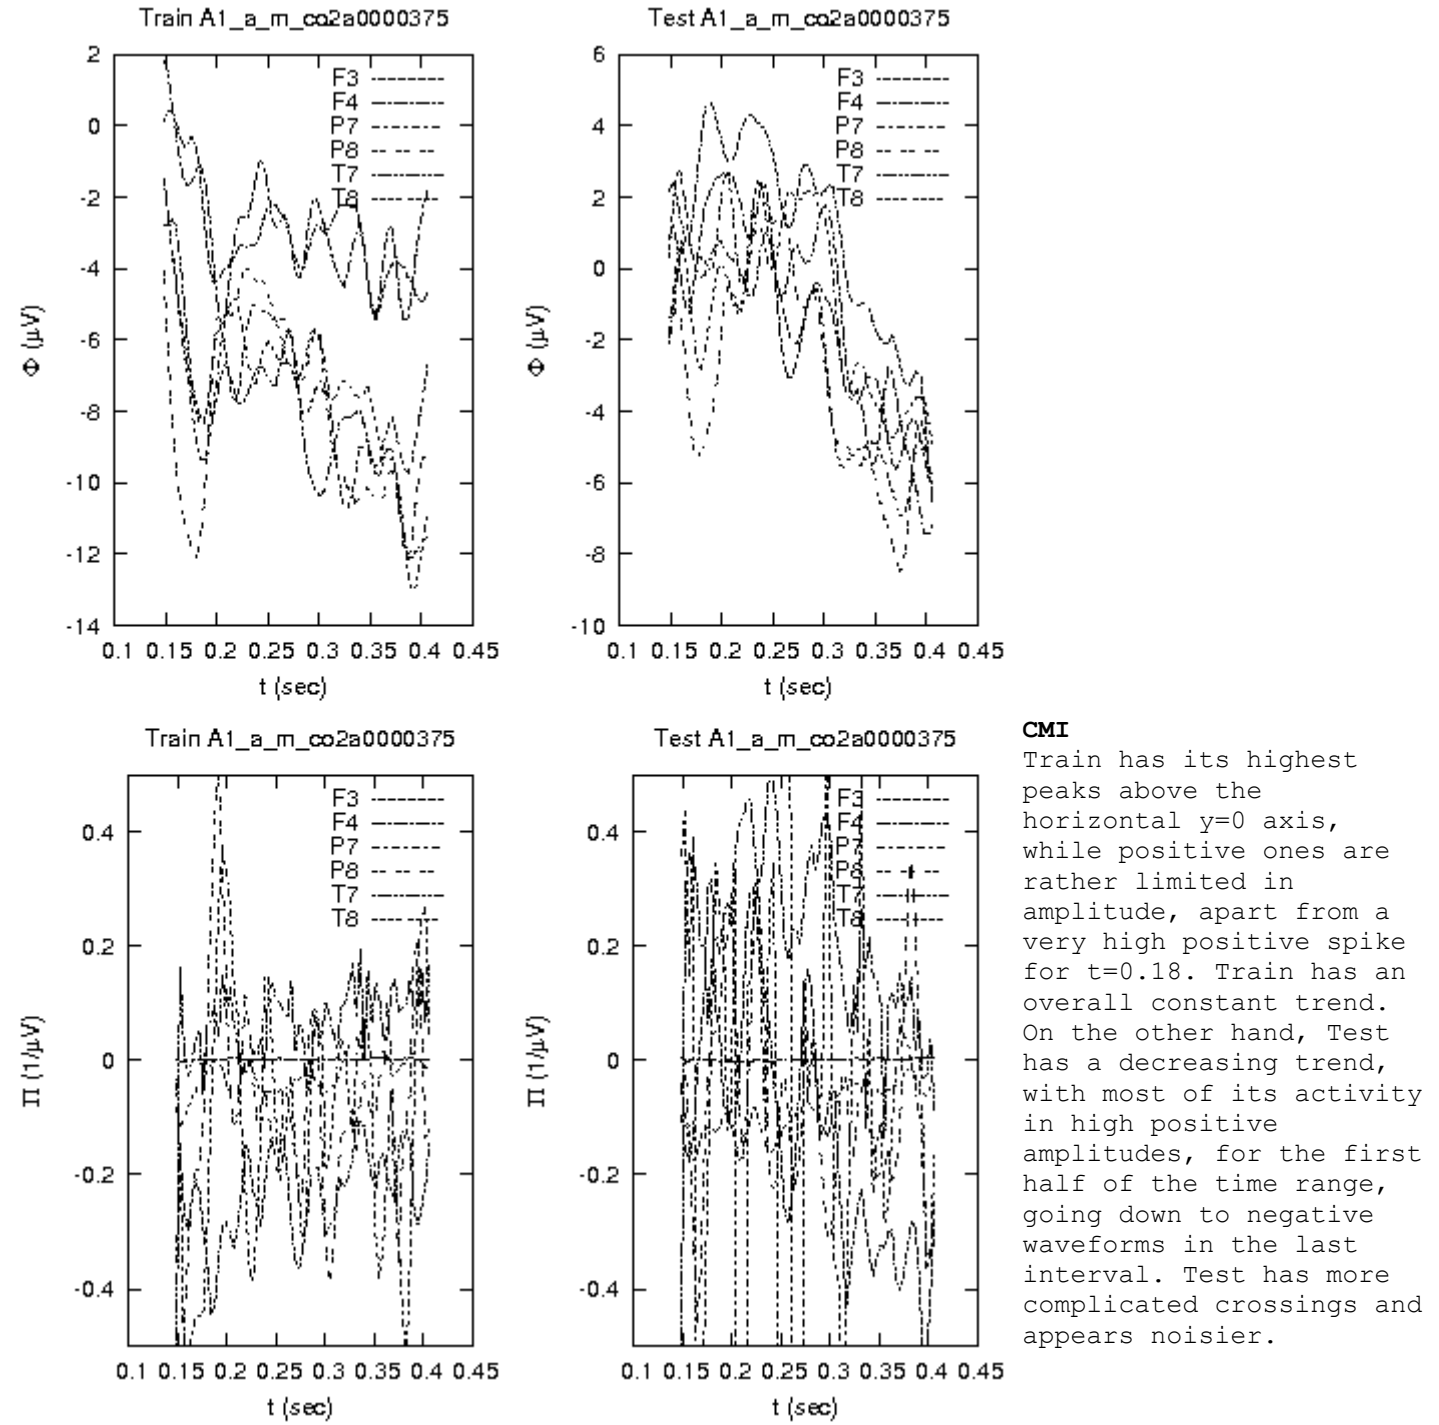 Train A1_a_m_co2a0000375
2
0
-2
-4
-6
-8
-10
-12
-14
Φ (μV)
F3
F4
P7
P8
T7
T8
0.1 0.15 0.2 0.25 0.3 0.35 0.4 0.45
t (sec)
Test A1_a_m_co2a0000375
6
4
2
0
-2
-4
-6
-8
-10
Φ (μV)
F3
F4
P7
P8
T7
T8
0.1 0.15 0.2 0.25 0.3 0.35 0.4 0.45
t (sec)
Train A1_a_m_co2a0000375
0.4
0.2
0
-0.2
-0.4
Π (1/μV)
F3
F4
P7
P8
T7
T8
0.1 0.15 0.2 0.25 0.3 0.35 0.4 0.45
t (sec)
Test A1_a_m_co2a0000375
0.4
0.2
0
-0.2
-0.4
Π (1/μV)
F3
F4
P7
P8
T7
T8
0.1 0.15 0.2 0.25 0.3 0.35 0.4 0.45
t (sec)
CMI
Train has its highest
peaks above the
horizontal y=0 axis,
while positive ones are
rather limited in
amplitude, apart from a
very high positive spike
for t=0.18. Train has an
overall constant trend.
On the other hand, Test
has a decreasing trend,
with most of its activity
in high positive
amplitudes, for the first
half of the time range,
going down to negative
waveforms in the last
interval. Test has more
complicated crossings and
appears noisier.